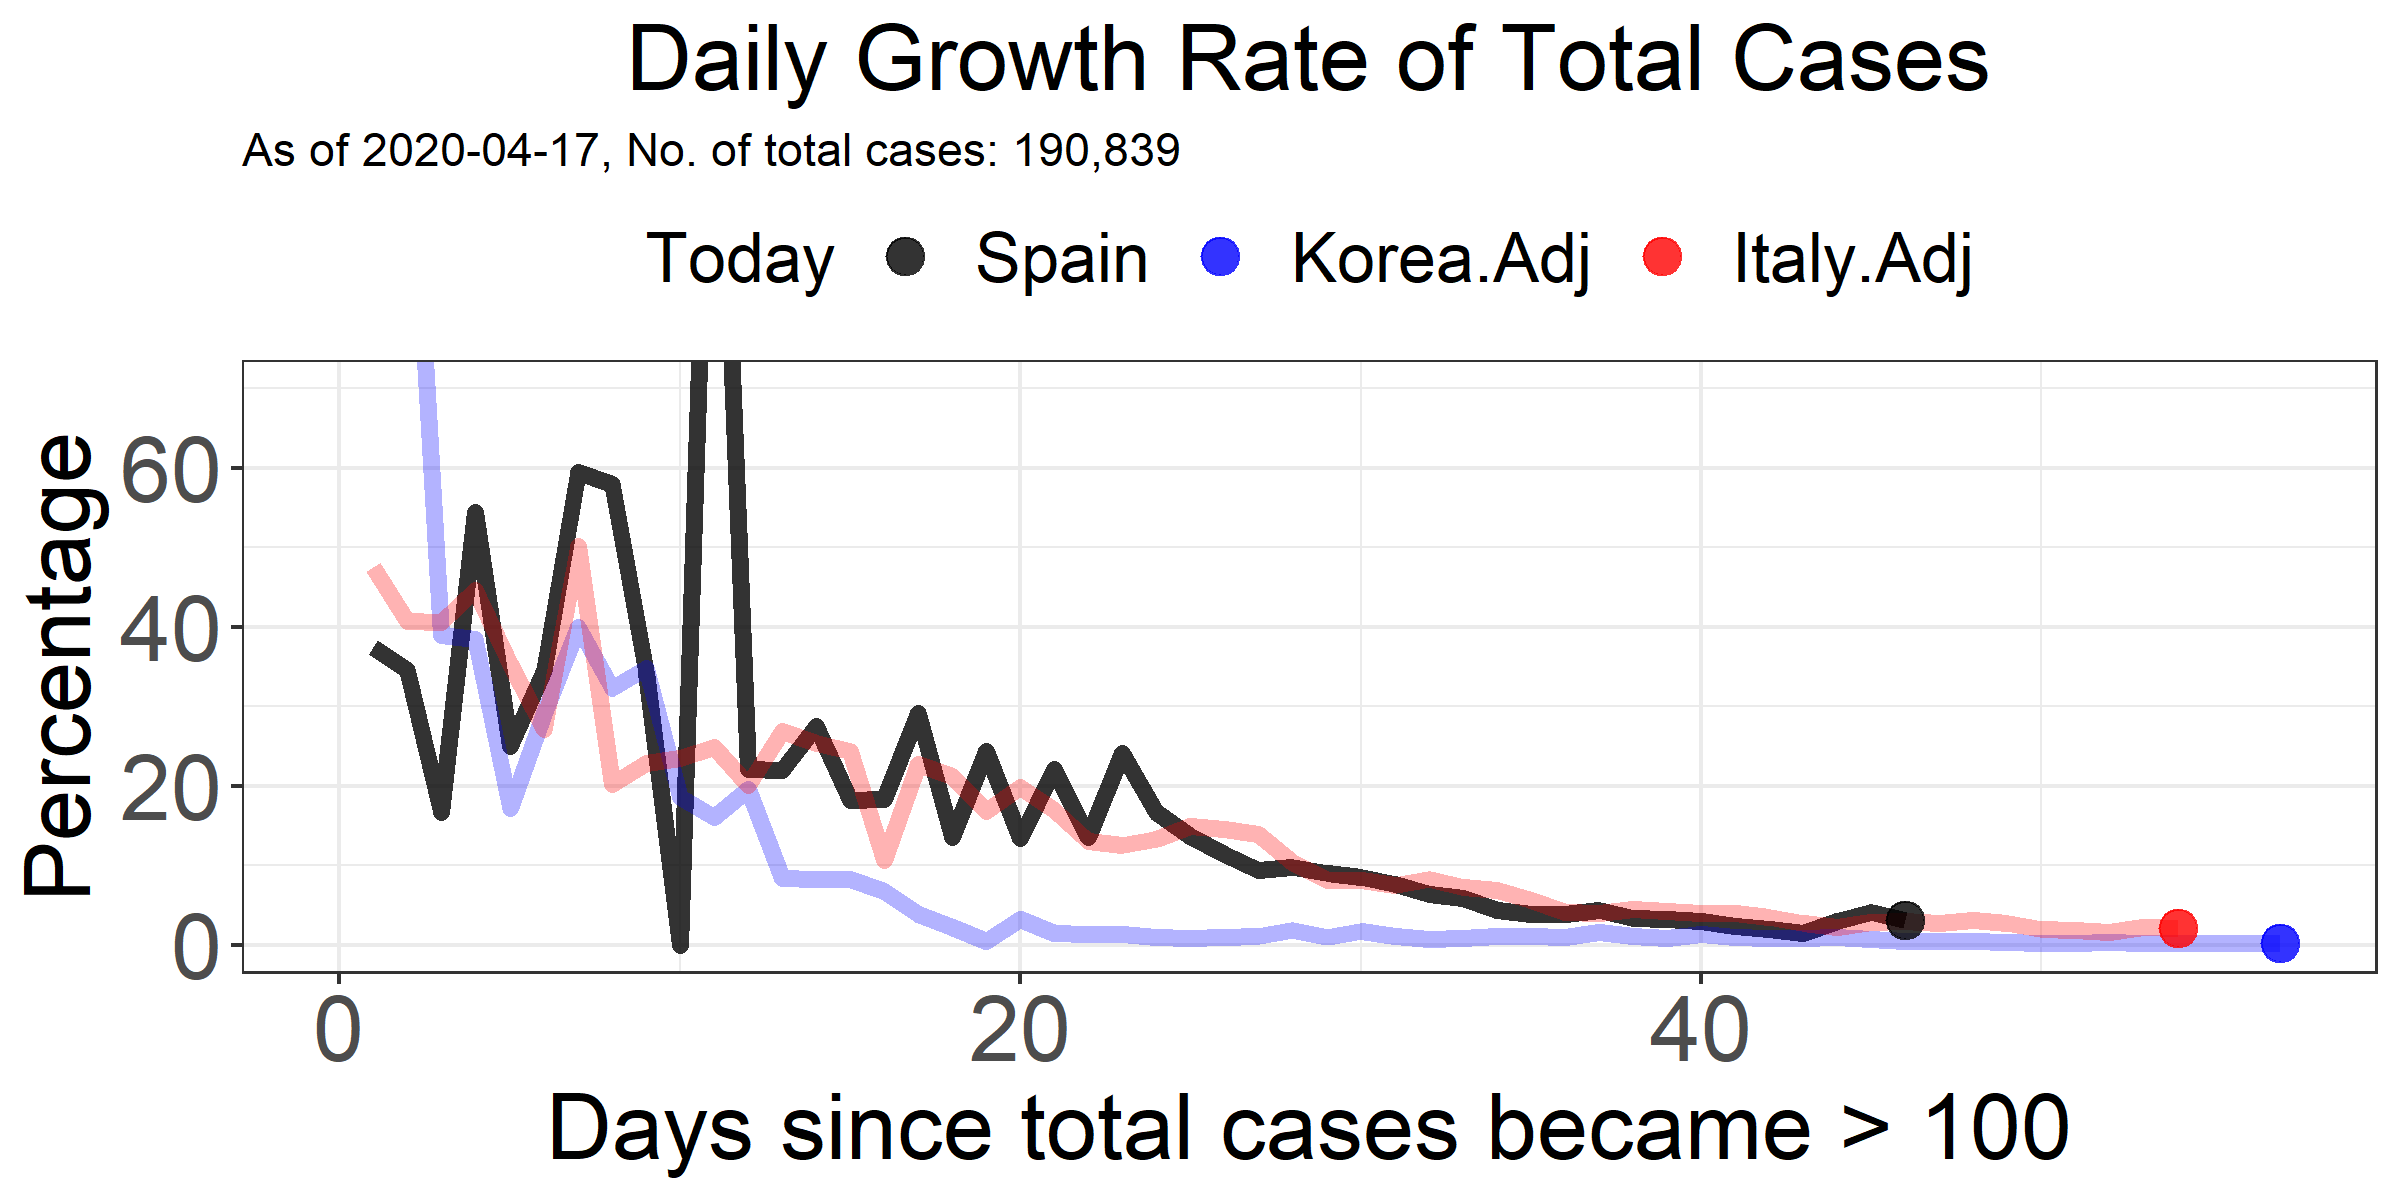 Daily Growth Rate of Total Cases
As of 2020-04-17, No. of total cases: 190,839
Today Spain Korea.Adj Italy.Adj
Percentage
60
40
20
0
0 20 40
Days since total cases became > 100